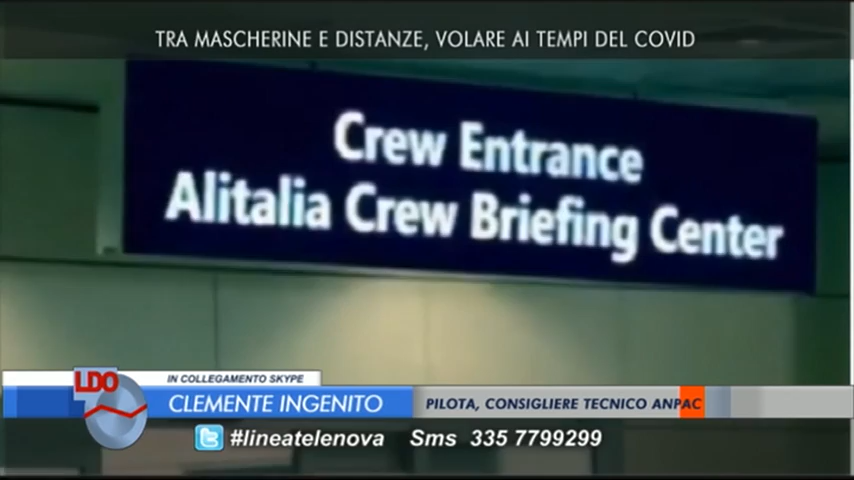 TRA MASCHERINE E DISTANZE, VOLARE AI TEMPI DEL COVID
Crew Entrance
Alitalia Crew Briefing Center
LDO
IN COLLEGAMENTO SKYPE
CLEMENTE INGENITO
PILOTA, CONSIGLIERE TECNICO ANPAC
#lineatelenova Sms 335 7799299